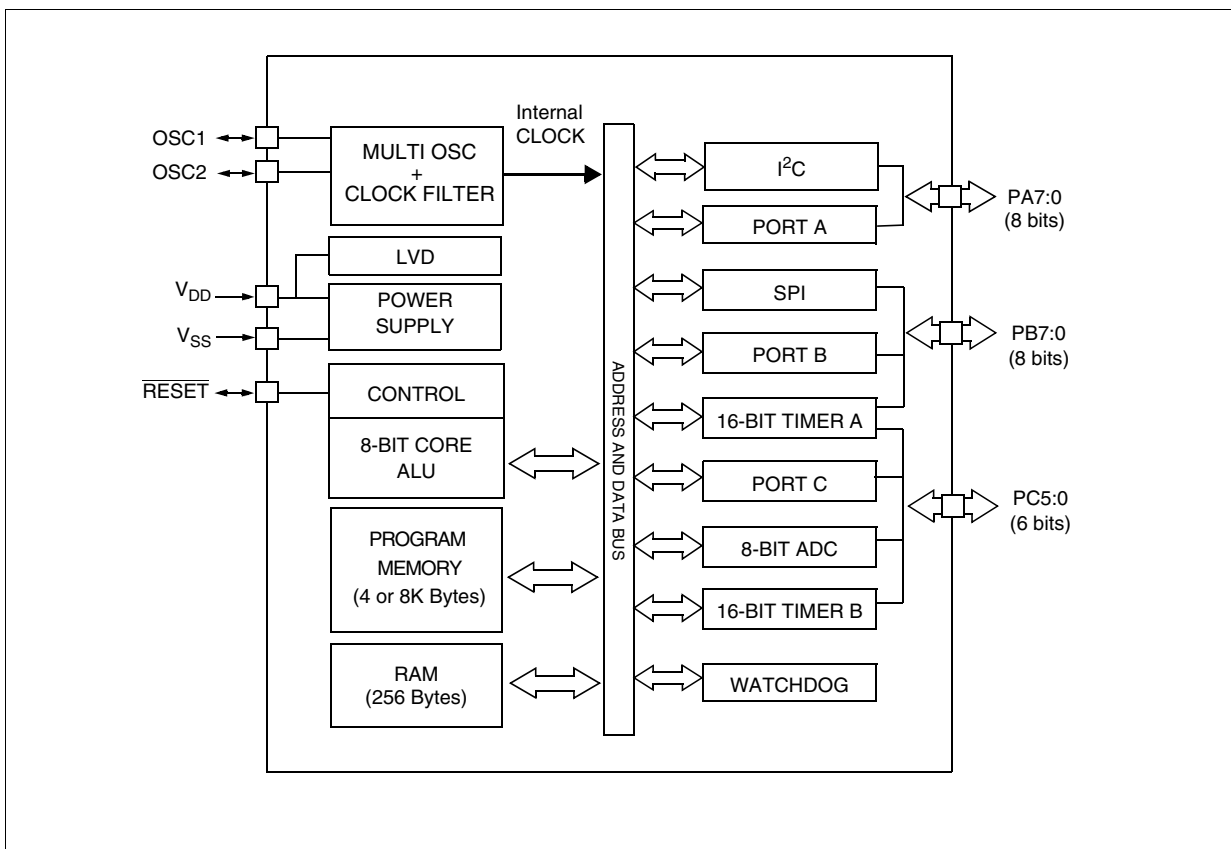 OSC1
OSC2
MULTI OSC
+
CLOCK FILTER
Internal
CLOCK
LVD
VDD
VSS
POWER
SUPPLY
RESET
CONTROL
8-BIT CORE
ALU
PROGRAM
MEMORY
(4 or 8K Bytes)
RAM
(256 Bytes)
ADDRESS AND DATA BUS
I²C
PORT A
SPI
PORT B
16-BIT TIMER A
PORT C
8-BIT ADC
16-BIT TIMER B
WATCHDOG
PA7:0
(8 bits)
PB7:0
(8 bits)
PC5:0
(6 bits)